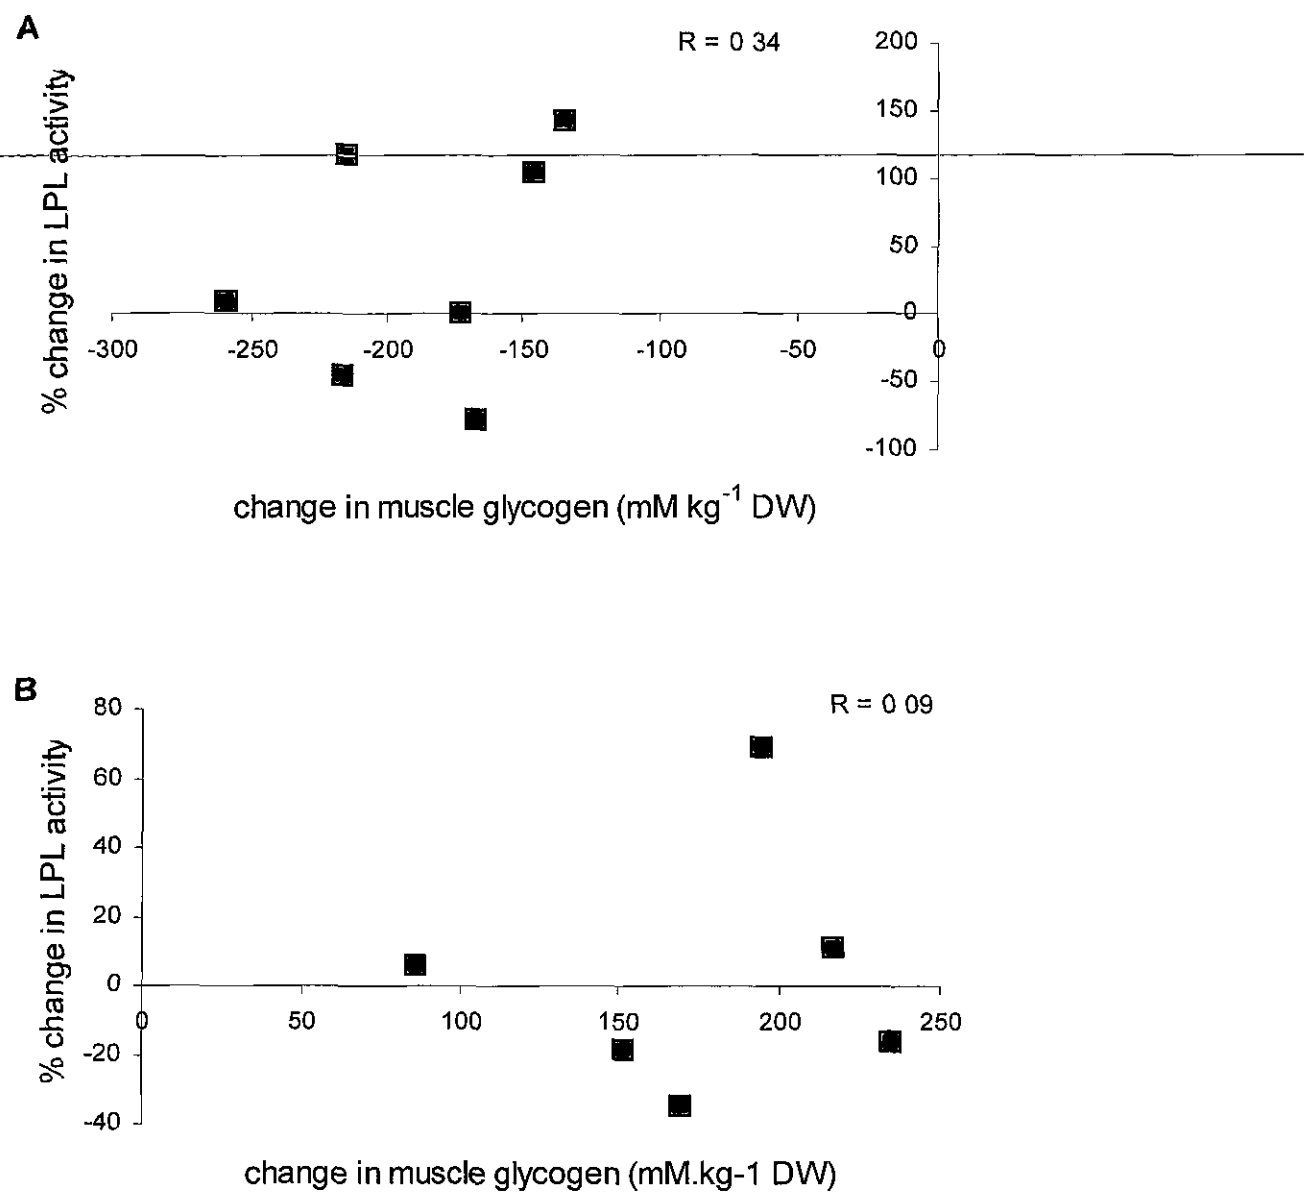 A
R = 0 34
200
150
100
50
0
-50
-100
% change in LPL activity
-300 -250 -200 -150 -100 -50 0
change in muscle glycogen (mM kg⁻¹ DW)
B
R = 0 09
80
60
40
20
0
-20
-40
% change in LPL activity
0 50 100 150 200 250
change in muscle glycogen (mM.kg-1 DW)